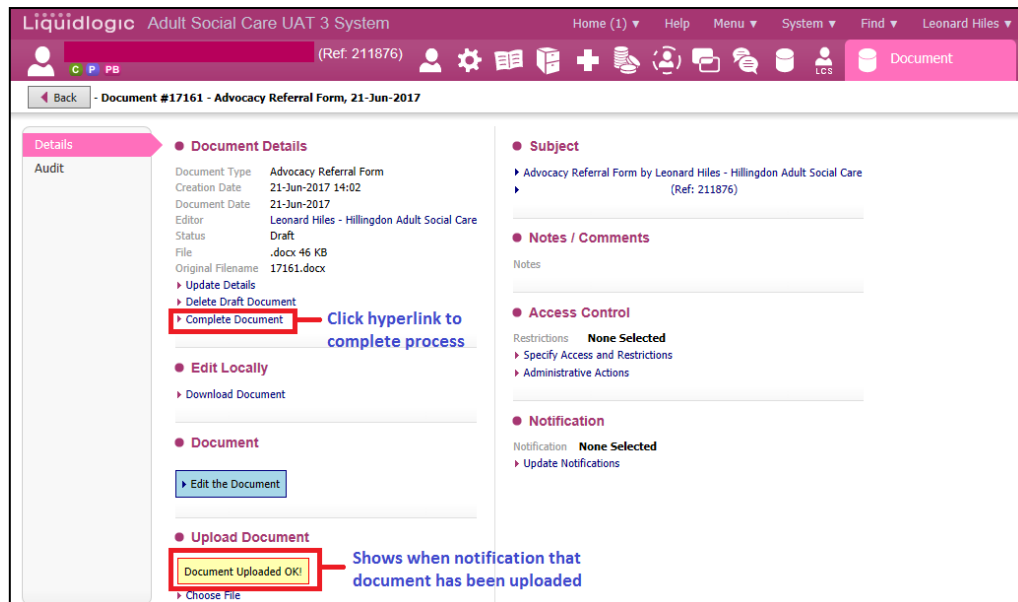 Liquidlogic Adult Social Care UAT 3 System
Home (1) ▼ Help Menu ▼ System ▼ Find ▼ Leonard Hiles ▼
(Ref: 211876)
C P PB
LCS
Document
Back - Document #17161 - Advocacy Referral Form, 21-Jun-2017
Details
Audit
Document Details
Document Type Advocacy Referral Form
Creation Date 21-Jun-2017 14:02
Document Date 21-Jun-2017
Editor Leonard Hiles - Hillingdon Adult Social Care
Status Draft
File .docx 46 KB
Original Filename 17161.docx
Update Details
Delete Draft Document
Complete Document
Click hyperlink to
complete process
Edit Locally
Download Document
Document
Edit the Document
Upload Document
Document Uploaded OK!
Shows when notification that
document has been uploaded
Choose File
Subject
Advocacy Referral Form by Leonard Hiles - Hillingdon Adult Social Care
(Ref: 211876)
Notes / Comments
Notes
Access Control
Restrictions None Selected
Specify Access and Restrictions
Administrative Actions
Notification
Notification None Selected
Update Notifications